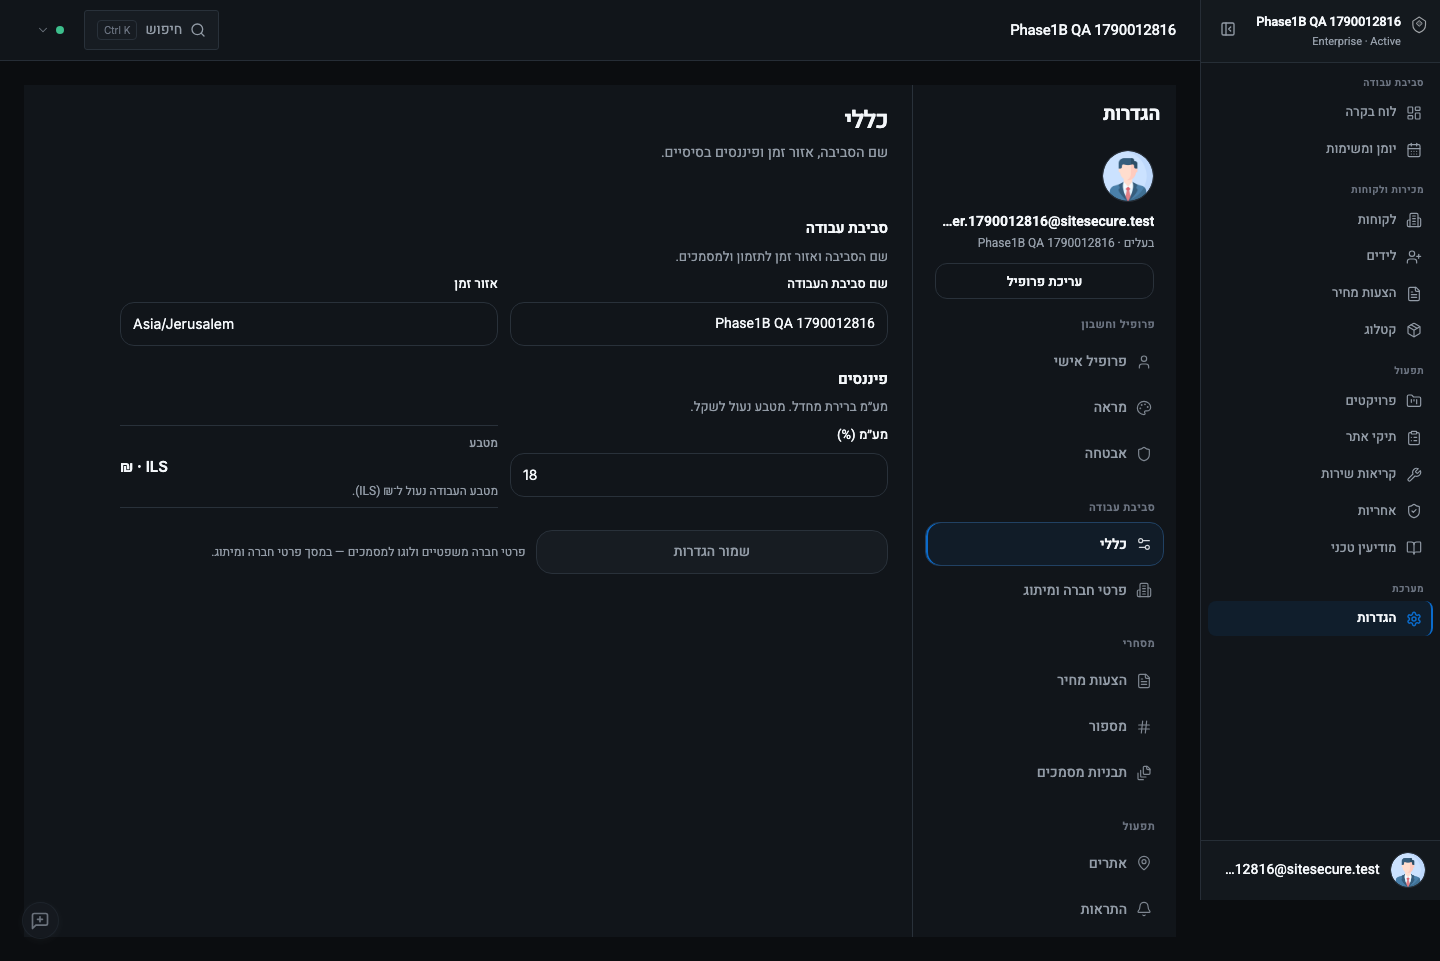 Phase1B QA 1790012816
Enterprise · Active
סביבת עבודה
לוח בקרה
יומן ומשימות
מכירות ולקוחות
לקוחות
לידים
הצעות מחיר
קטלוג
תפעול
פרויקטים
תיקי אתר
קריאות שירות
אחריות
מודיעין טכני
מערכת
הגדרות
...12816@sitesecure.test
Phase1B QA 1790012816
חיפוש
Ctrl K
הגדרות
...er.1790012816@sitesecure.test
בעלים · Phase1B QA 1790012816
עריכת פרופיל
פרופיל וחשבון
פרופיל אישי
מראה
אבטחה
סביבת עבודה
כללי
פרטי חברה ומיתוג
מסחרי
הצעות מחיר
מספור
תבניות מסמכים
תפעול
אתרים
התראות
כללי
שם הסביבה, אזור זמן ופיננסים בסיסיים.
סביבת עבודה
שם הסביבה ואזור זמן לתזמון ולמסמכים.
שם סביבת העבודה
Phase1B QA 1790012816
אזור זמן
Asia/Jerusalem
פיננסים
מע״מ ברירת מחדל. מטבע נעול לשקל.
מע״מ (%)
18
מטבע
ILS · ₪
מטבע העבודה נעול ל־₪ (ILS).
שמור הגדרות
פרטי חברה משפטיים ולוגו למסמכים — במסך פרטי חברה ומיתוג.